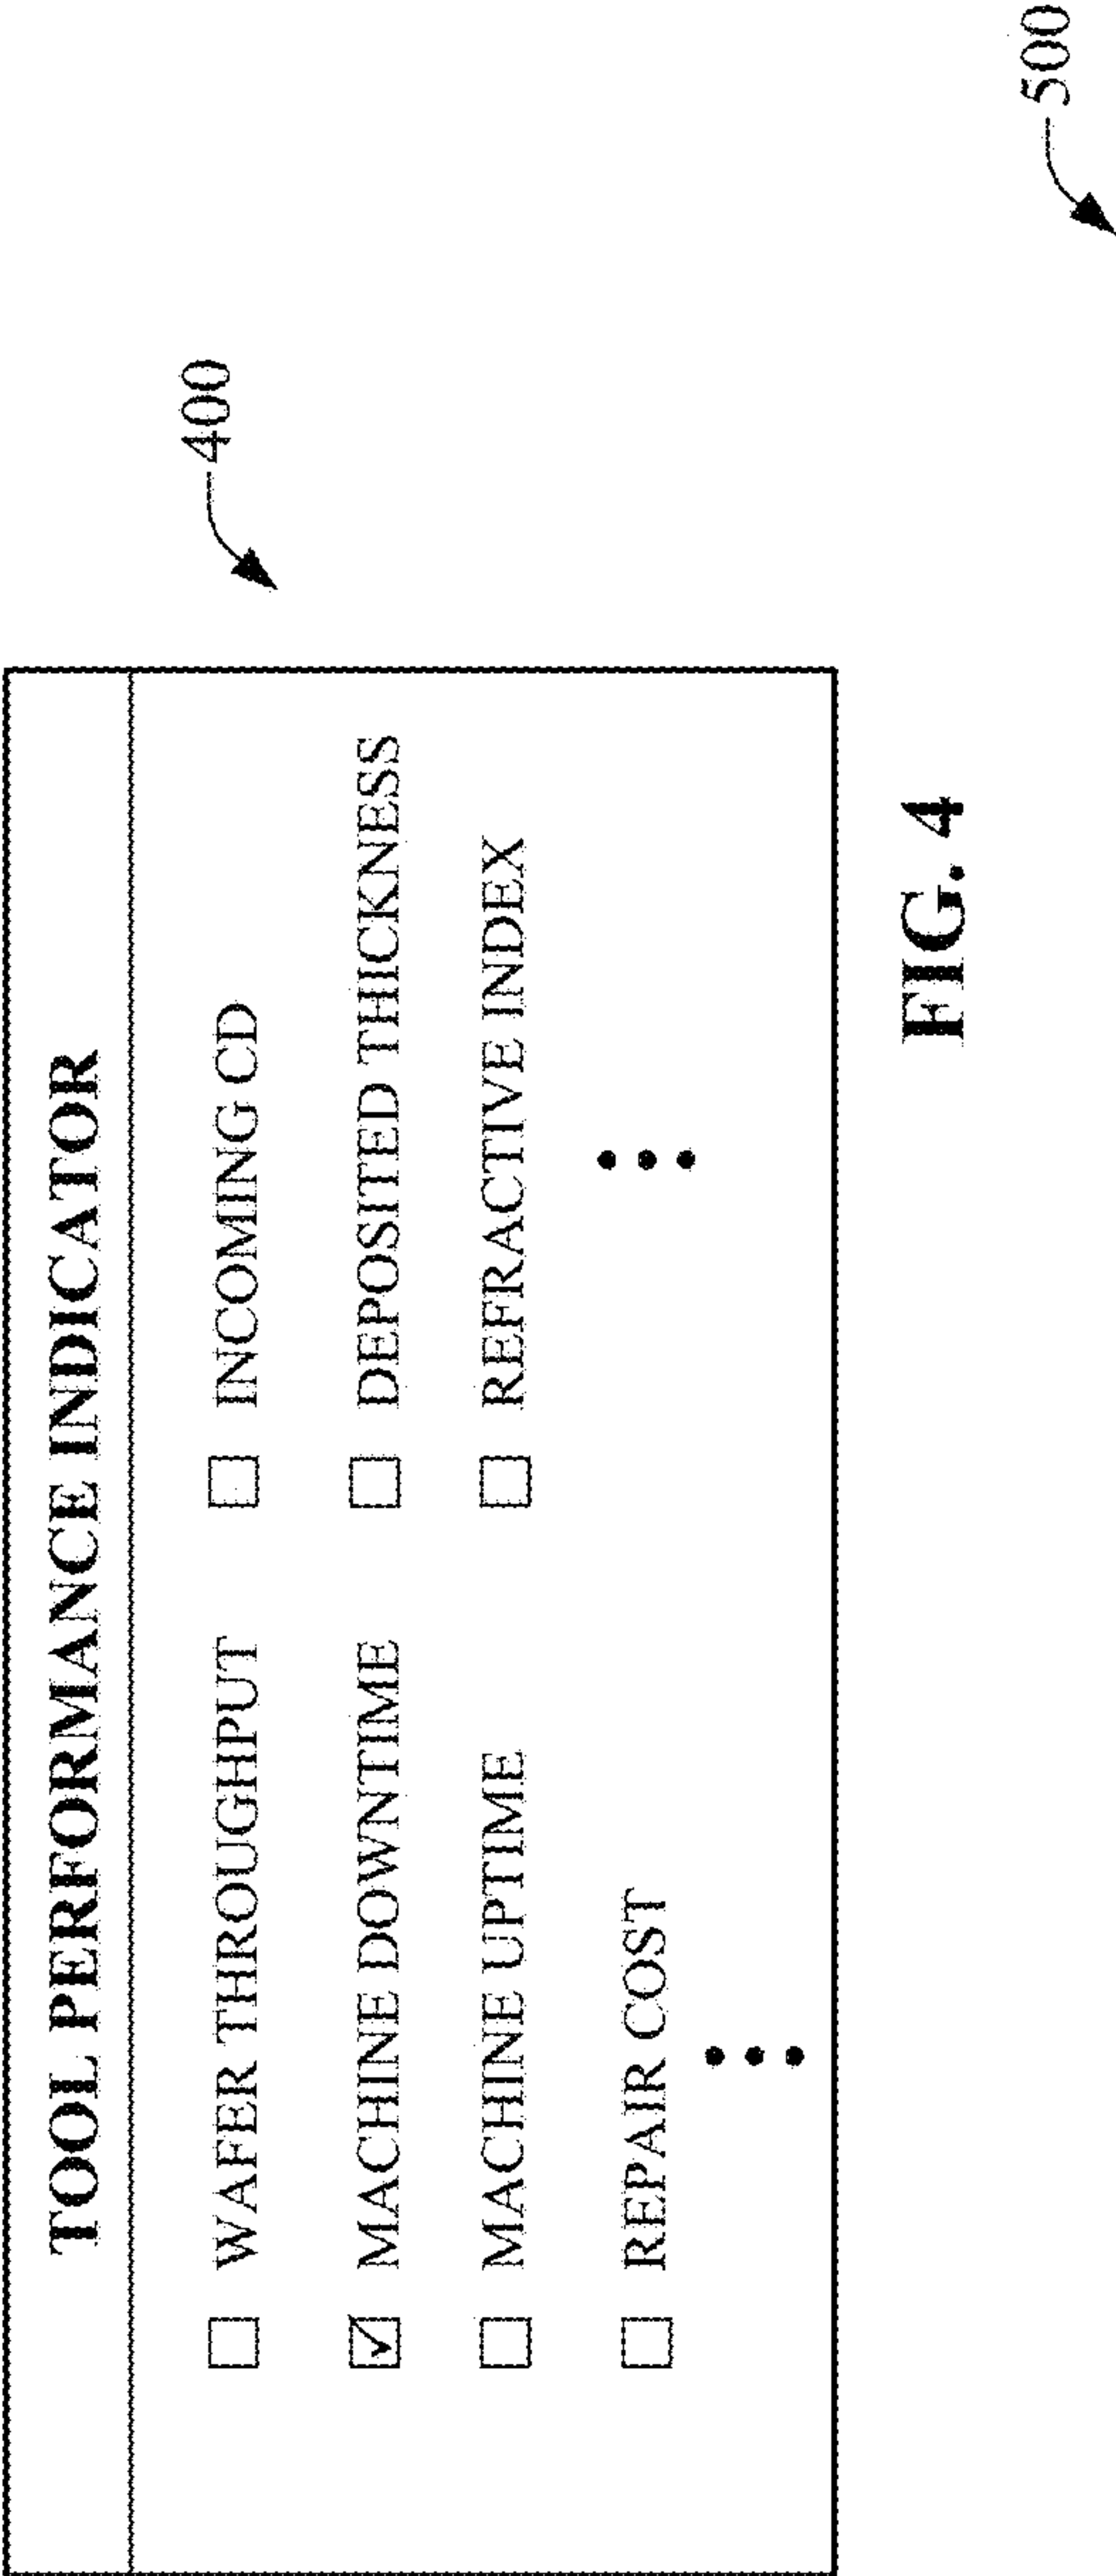 TOOL PERFORMANCE INDICATOR
400
WAFER THROUGHPUT
INCOMING CD
MACHINE DOWNTIME
DEPOSITED THICKNESS
MACHINE UPTIME
REFRACTIVE INDEX
REPAIR COST
FIG. 4
500